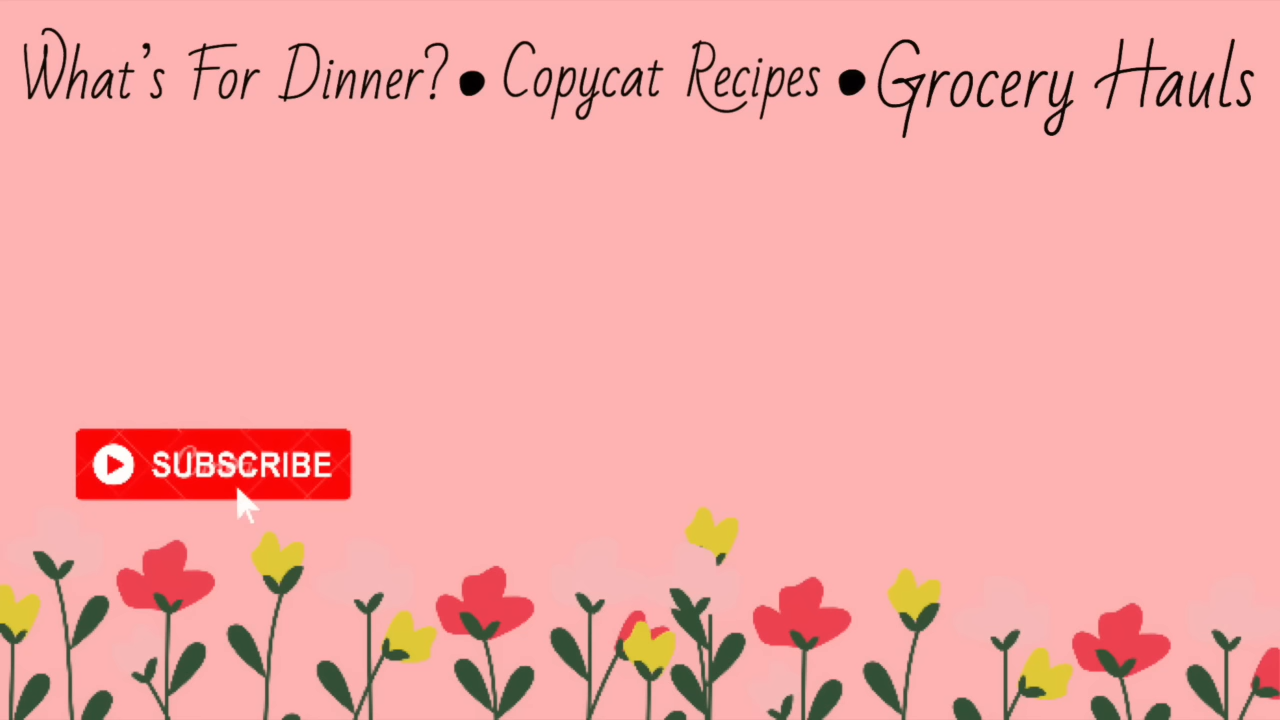 What's For Dinner? • Copycat Recipes • Grocery Hauls
SUBSCRIBE